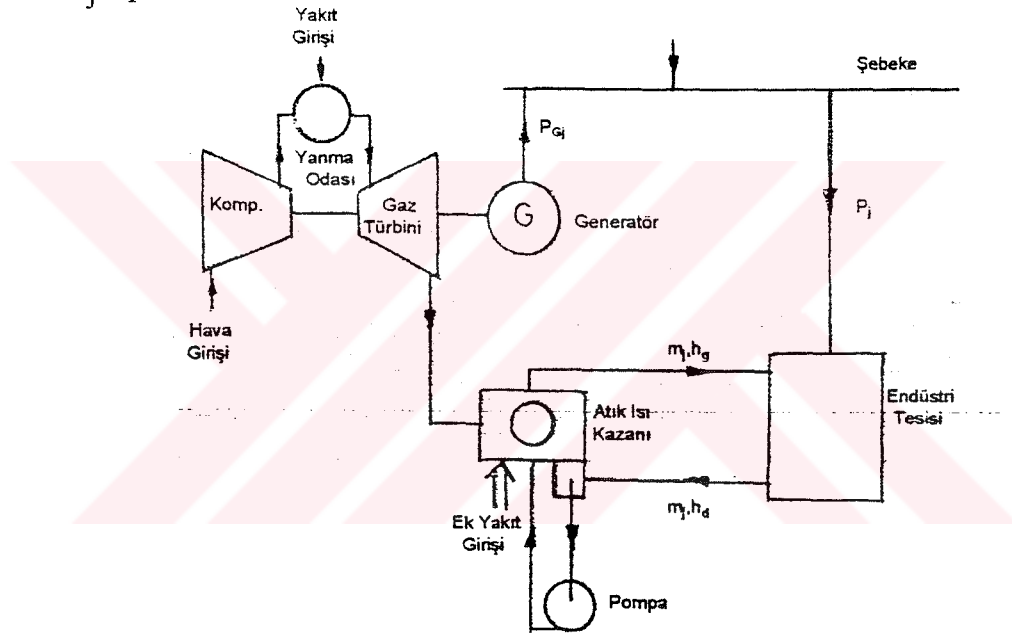 Yakıt
Girişi
Şebeke
P_Gj
Yanma
Odası
Komp.
Gaz
Türbini
G
Generatör
P_j
Hava
Girişi
m_j,h_g
Atık Isı
Kazanı
Endüstri
Tesisi
m_j,h_d
Ek Yakıt
Girişi
Pompa